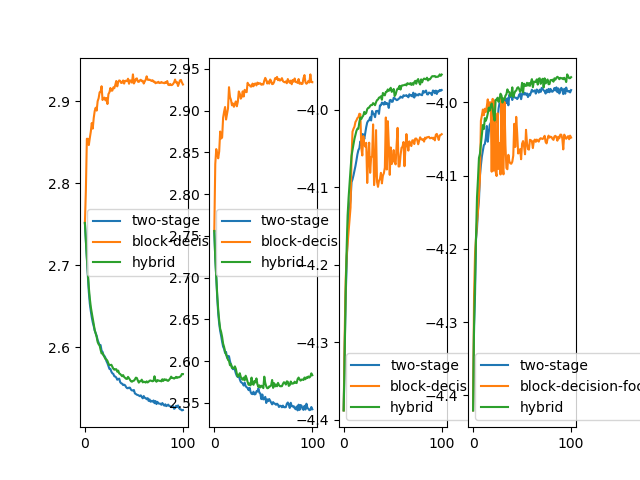 2.9
2.8
2.7
2.6
0
100
two-stage
block-decis
hybrid
2.95
2.90
2.85
2.80
2.75
2.70
2.65
2.60
2.55
0
100
two-stage
block-decis
hybrid
−4.0
−4.1
−4.2
−4.3
−4.4
0
100
two-stage
block-decis
hybrid
−4.0
−4.1
−4.2
−4.3
−4.4
0
100
two-stage
block-decision-foc
hybrid